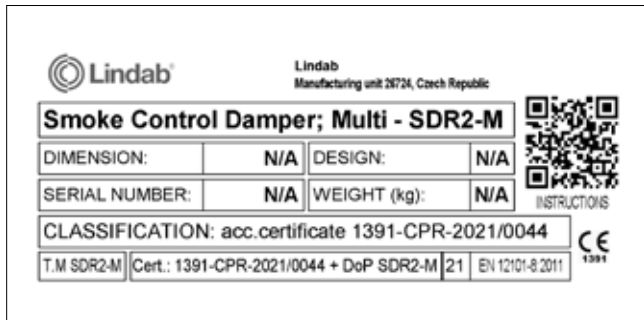 Lindab
Lindab
Manufacturing unit 26724, Czech Republic
Smoke Control Damper; Multi - SDR2-M
DIMENSION: N/A DESIGN: N/A
SERIAL NUMBER: N/A WEIGHT (kg): N/A
INSTRUCTIONS
CLASSIFICATION: acc.certificate 1391-CPR-2021/0044
CE
1391
T.M SDR2-M Cert.: 1391-CPR-2021/0044 + DoP SDR2-M 21 EN 12101-8:2011